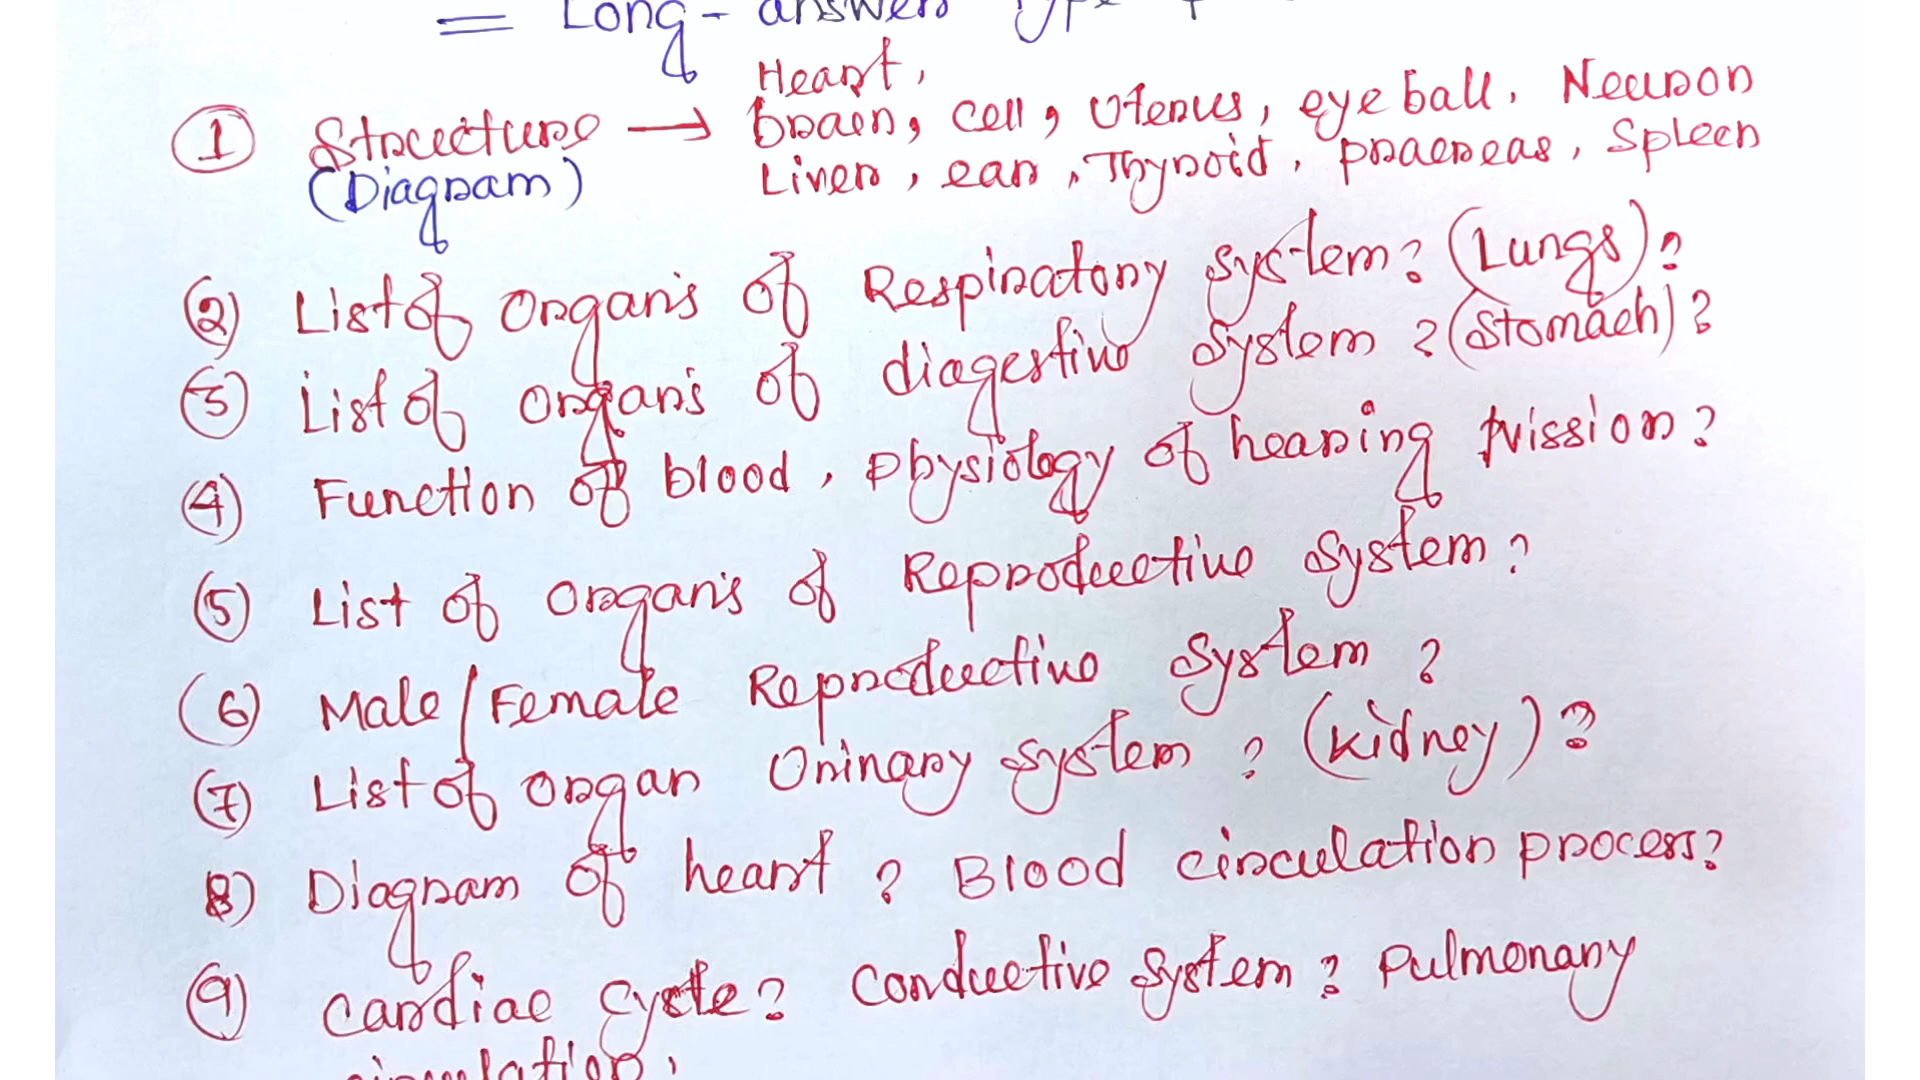 = Long-answer Type
Heart,
① Structure → brain, cell, Uterus, eye ball, Neuron
(Diagram) Liver, ear, Thyroid, pancreas, Spleen
② List of Organ's of Respiratory system? (Lungs)?
③ List of Organ's of diagestive system? (Stomach)?
④ Function of blood, physiology of hearing vission?
⑤ List of organ's of Reproductive system?
(6) Male/Female Reproductive system?
(7) List of organ Urinary system? (kidney)?
8) Diagram of heart? Blood circulation process?
(9) cardiac cycle? Conductive system? Pulmonary
circulation,